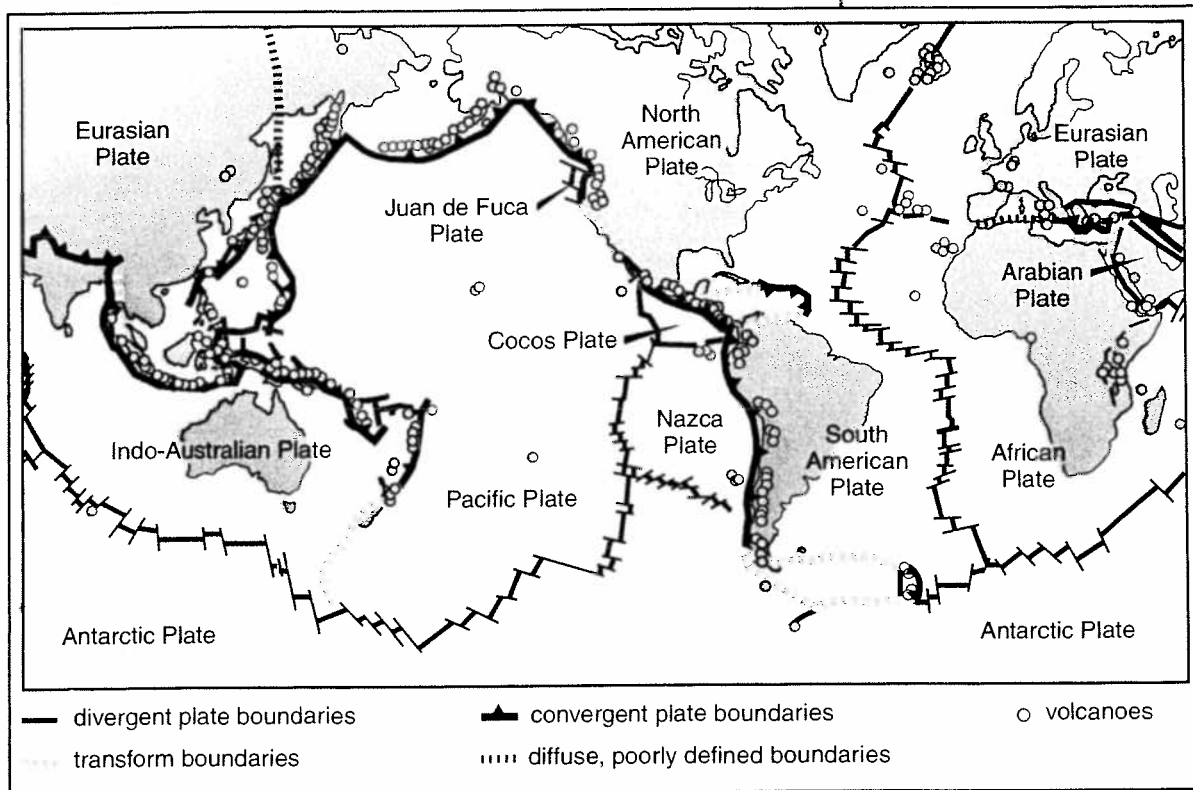 Eurasian
Plate
North
American
Plate
Eurasian
Plate
Juan de Fuca
Plate
Arabian
Plate
Cocos Plate
Nazca
Plate
South
American
Plate
African
Plate
Indo-Australian Plate
Pacific Plate
Antarctic Plate
Antarctic Plate
divergent plate boundaries
convergent plate boundaries
volcanoes
transform boundaries
diffuse, poorly defined boundaries